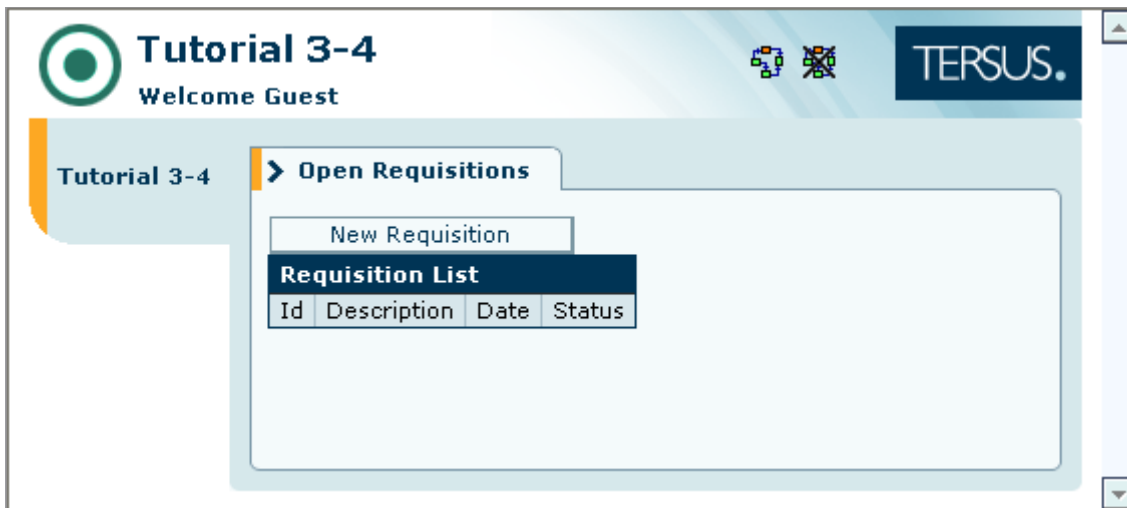 Tutorial 3-4
Welcome Guest
TERSUS.
Tutorial 3-4
Open Requisitions
New Requisition
Requisition List
Id Description Date Status